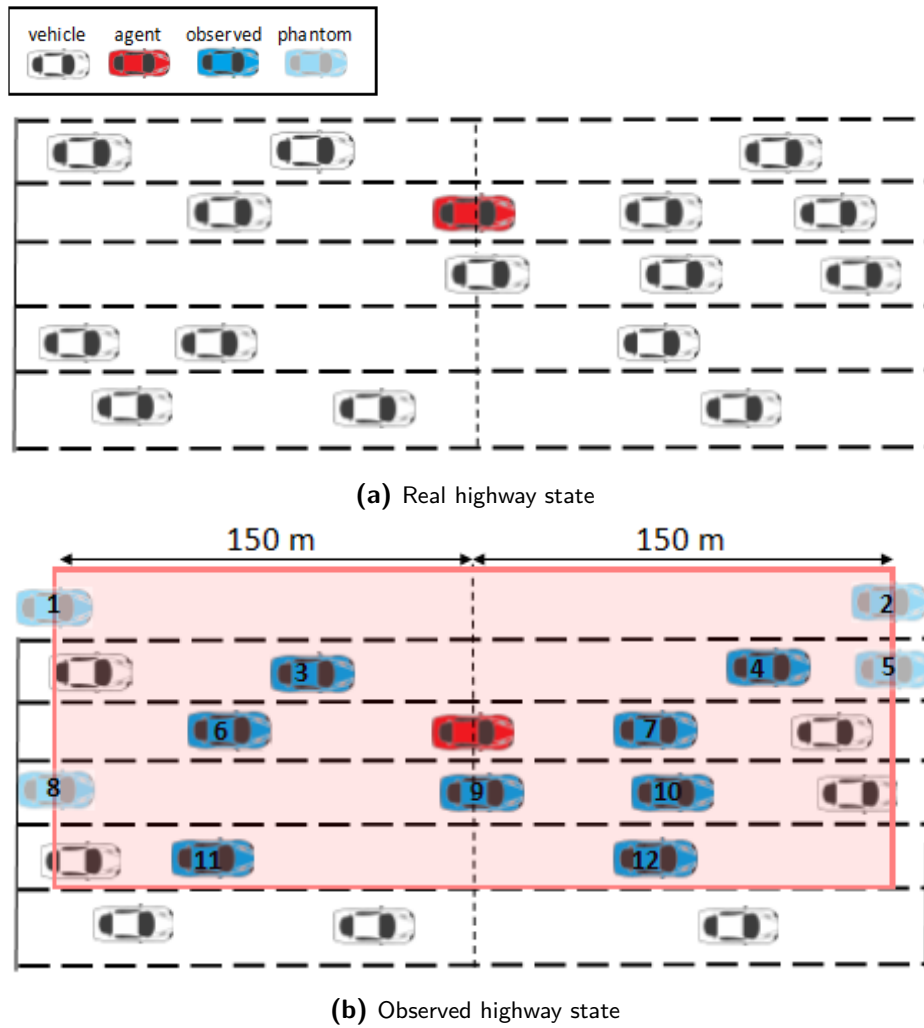 vehicle agent observed phantom
(a) Real highway state
150 m 150 m
1 2
3 4 5
6 7
8 9 10
11 12
(b) Observed highway state